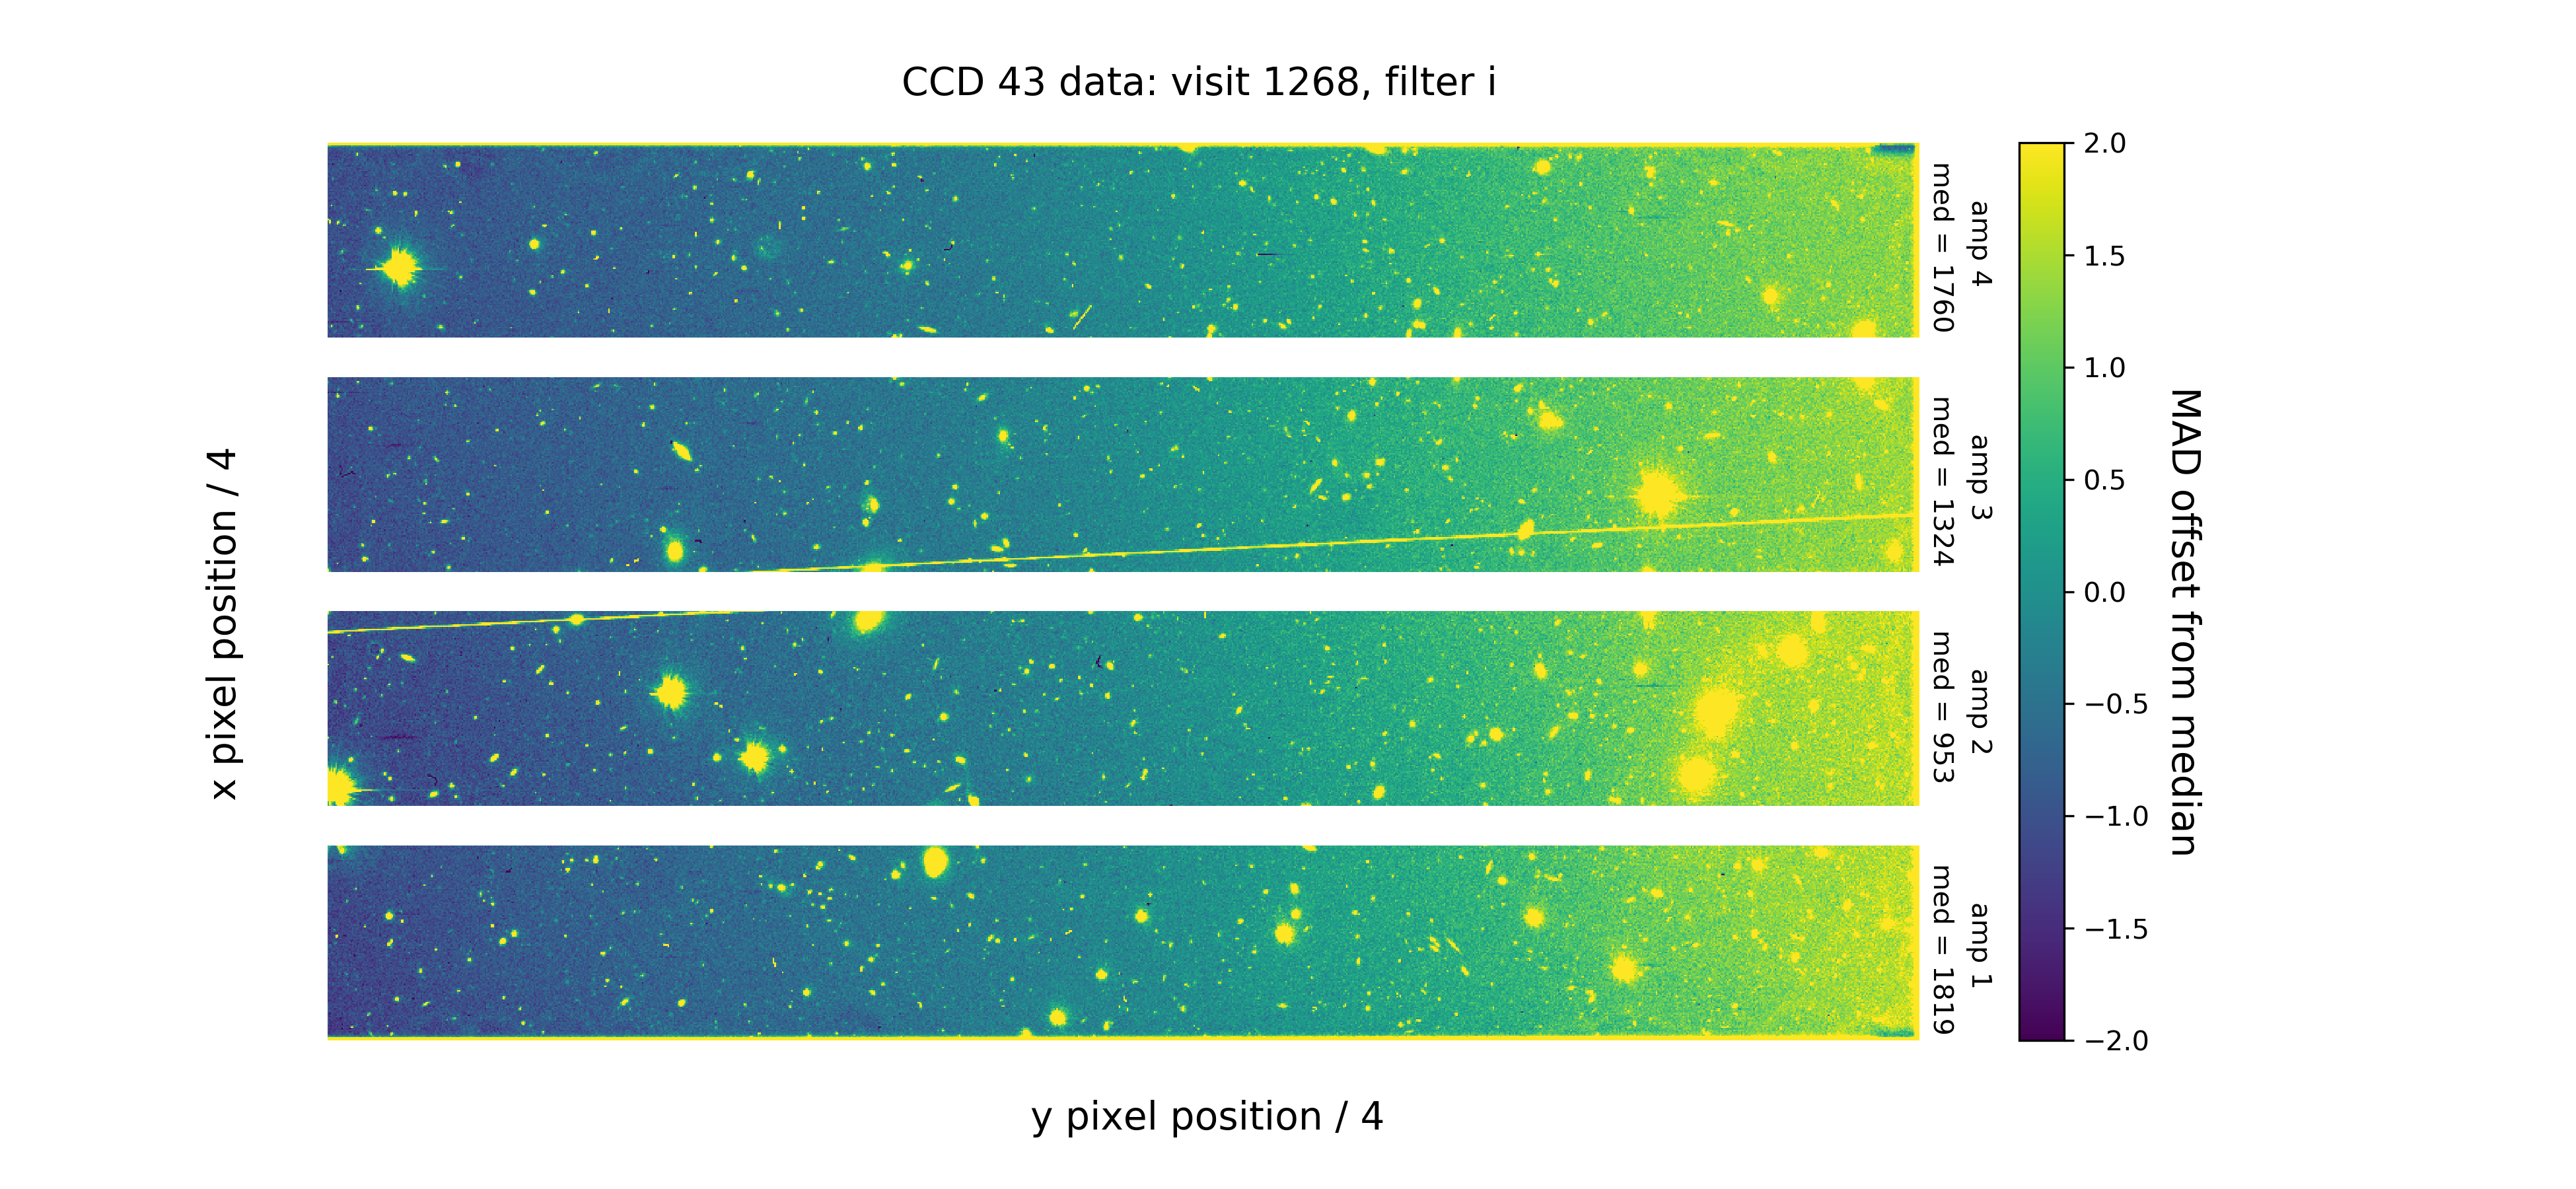 CCD 43 data: visit 1268, filter i
x pixel position / 4
y pixel position / 4
amp 4
med = 1760
amp 3
med = 1324
amp 2
med = 953
amp 1
med = 1819
2.0
1.5
1.0
0.5
0.0
−0.5
−1.0
−1.5
−2.0
MAD offset from median